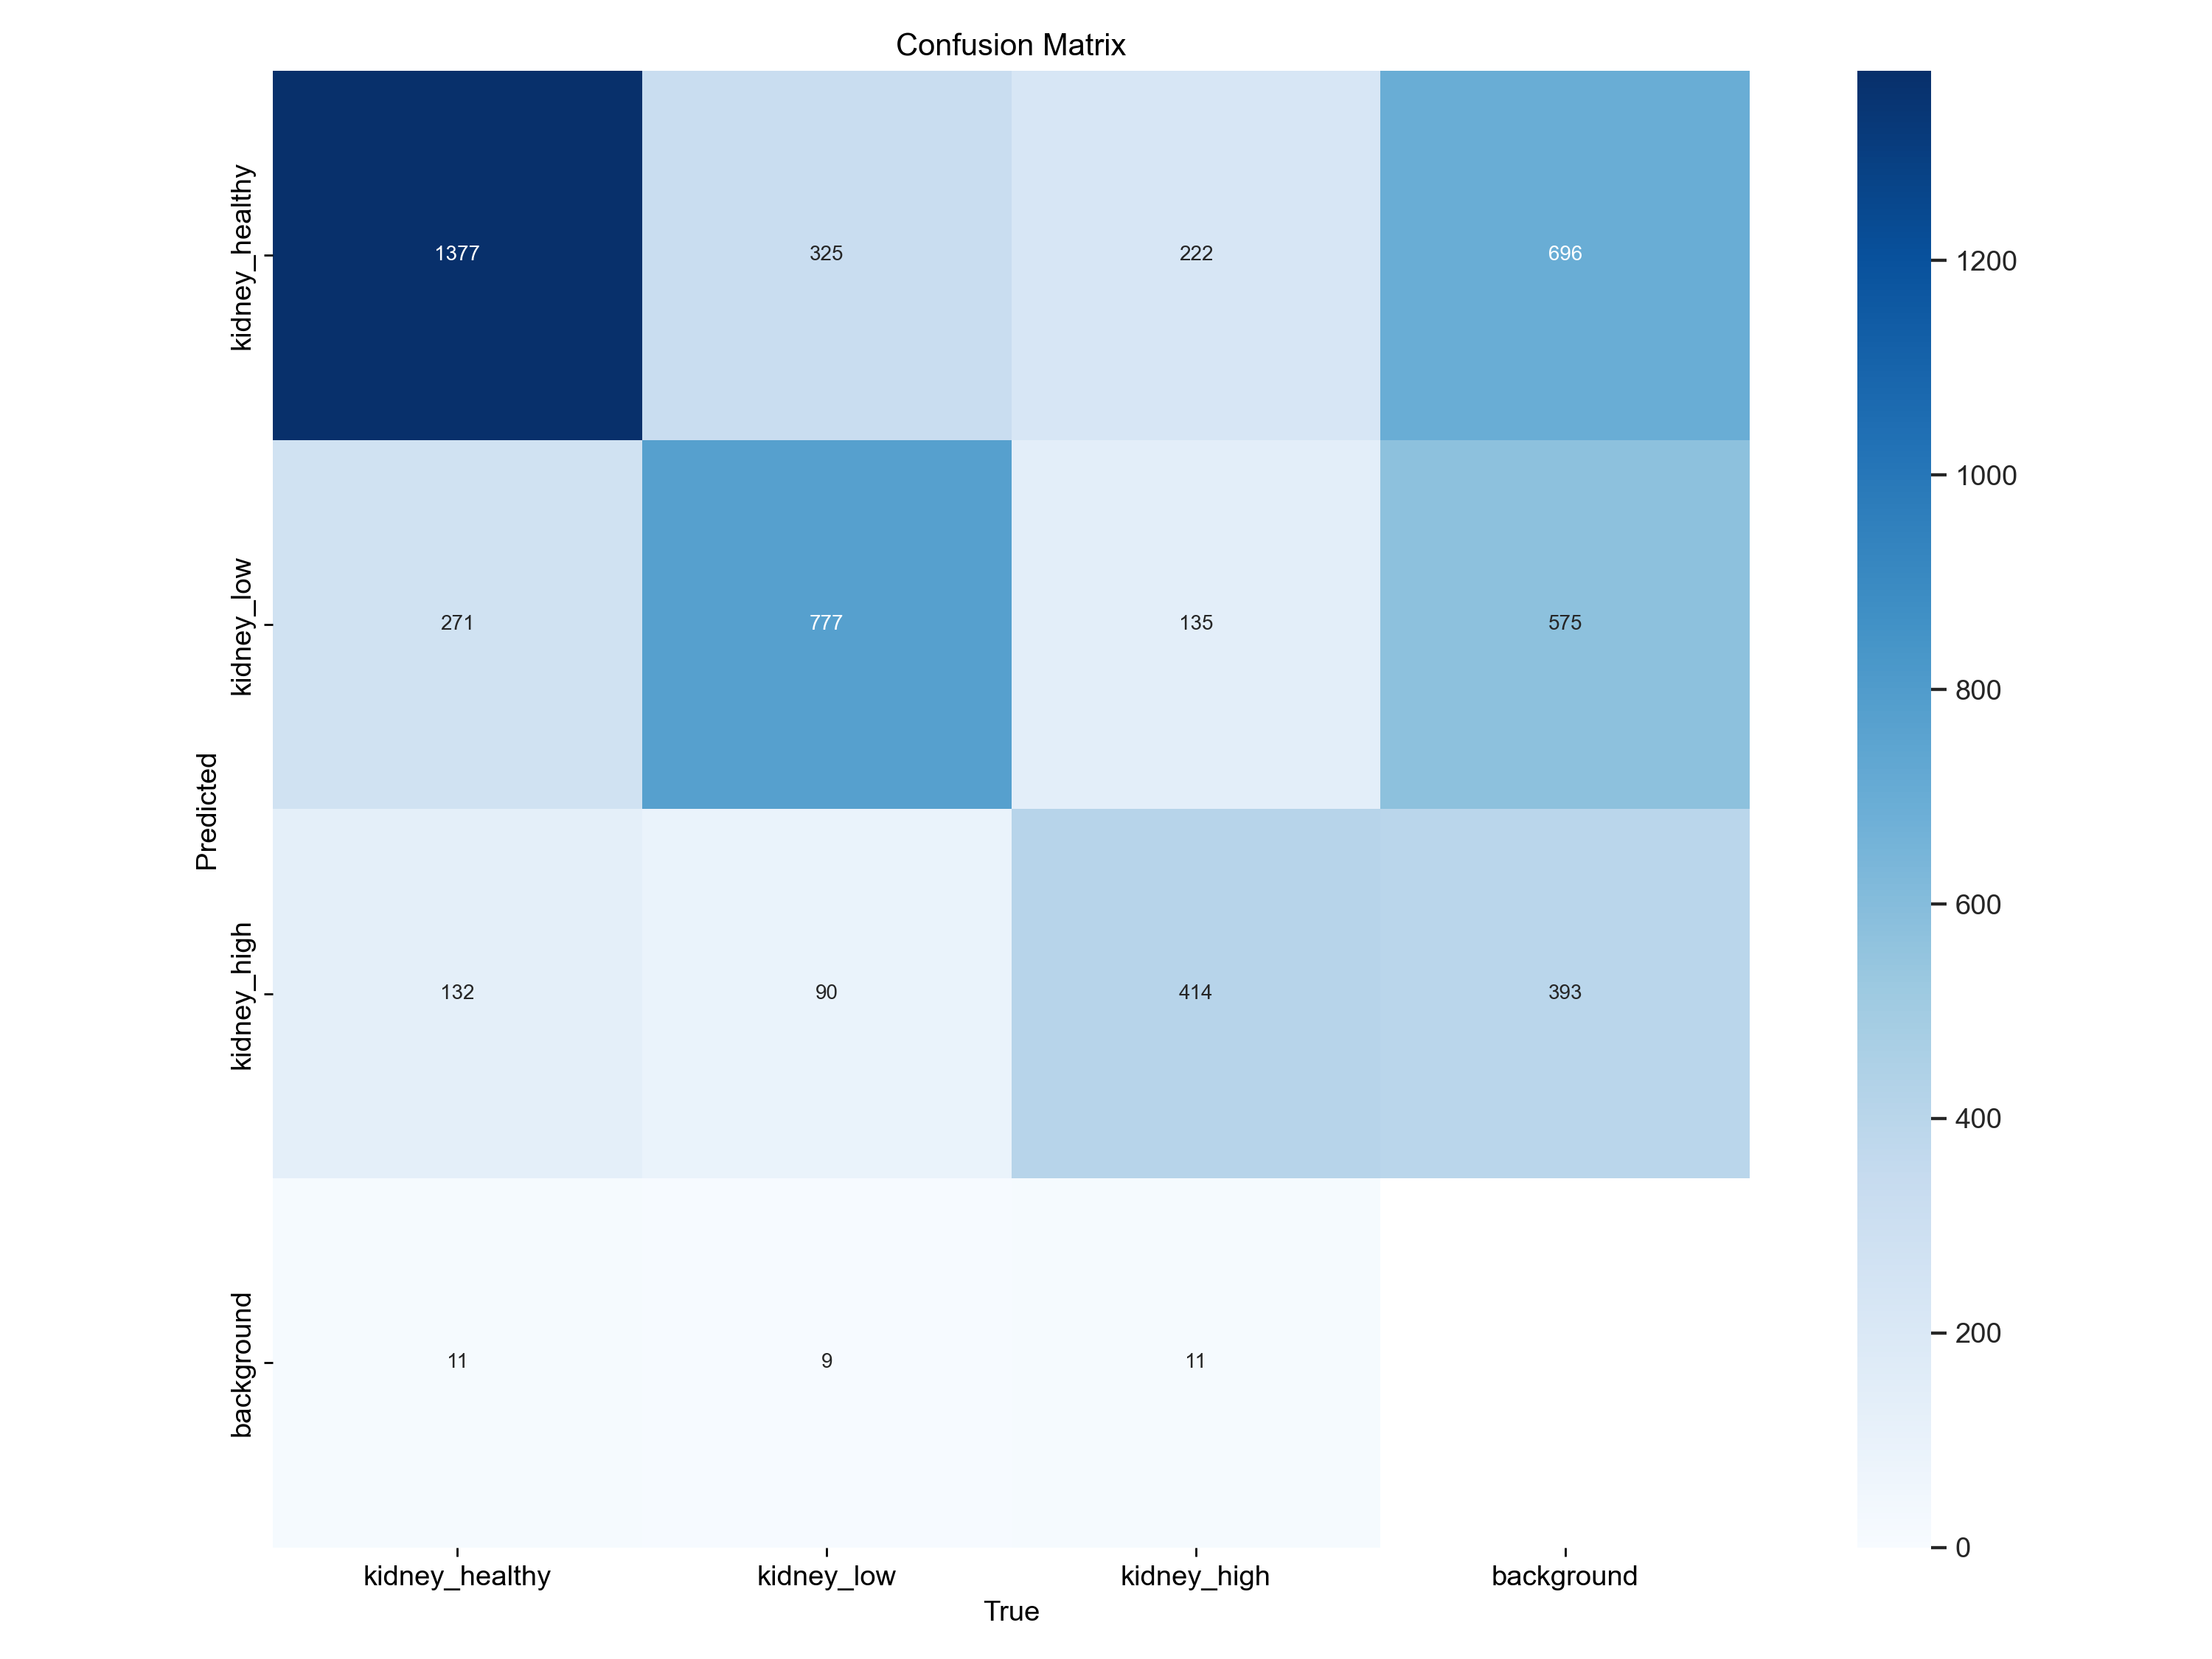 Confusion Matrix
kidney_healthy
1377
325
222
696
kidney_low
271
777
135
575
kidney_high
132
90
414
393
background
11
9
11
Predicted
kidney_healthy
kidney_low
kidney_high
background
True
1200
1000
800
600
400
200
0